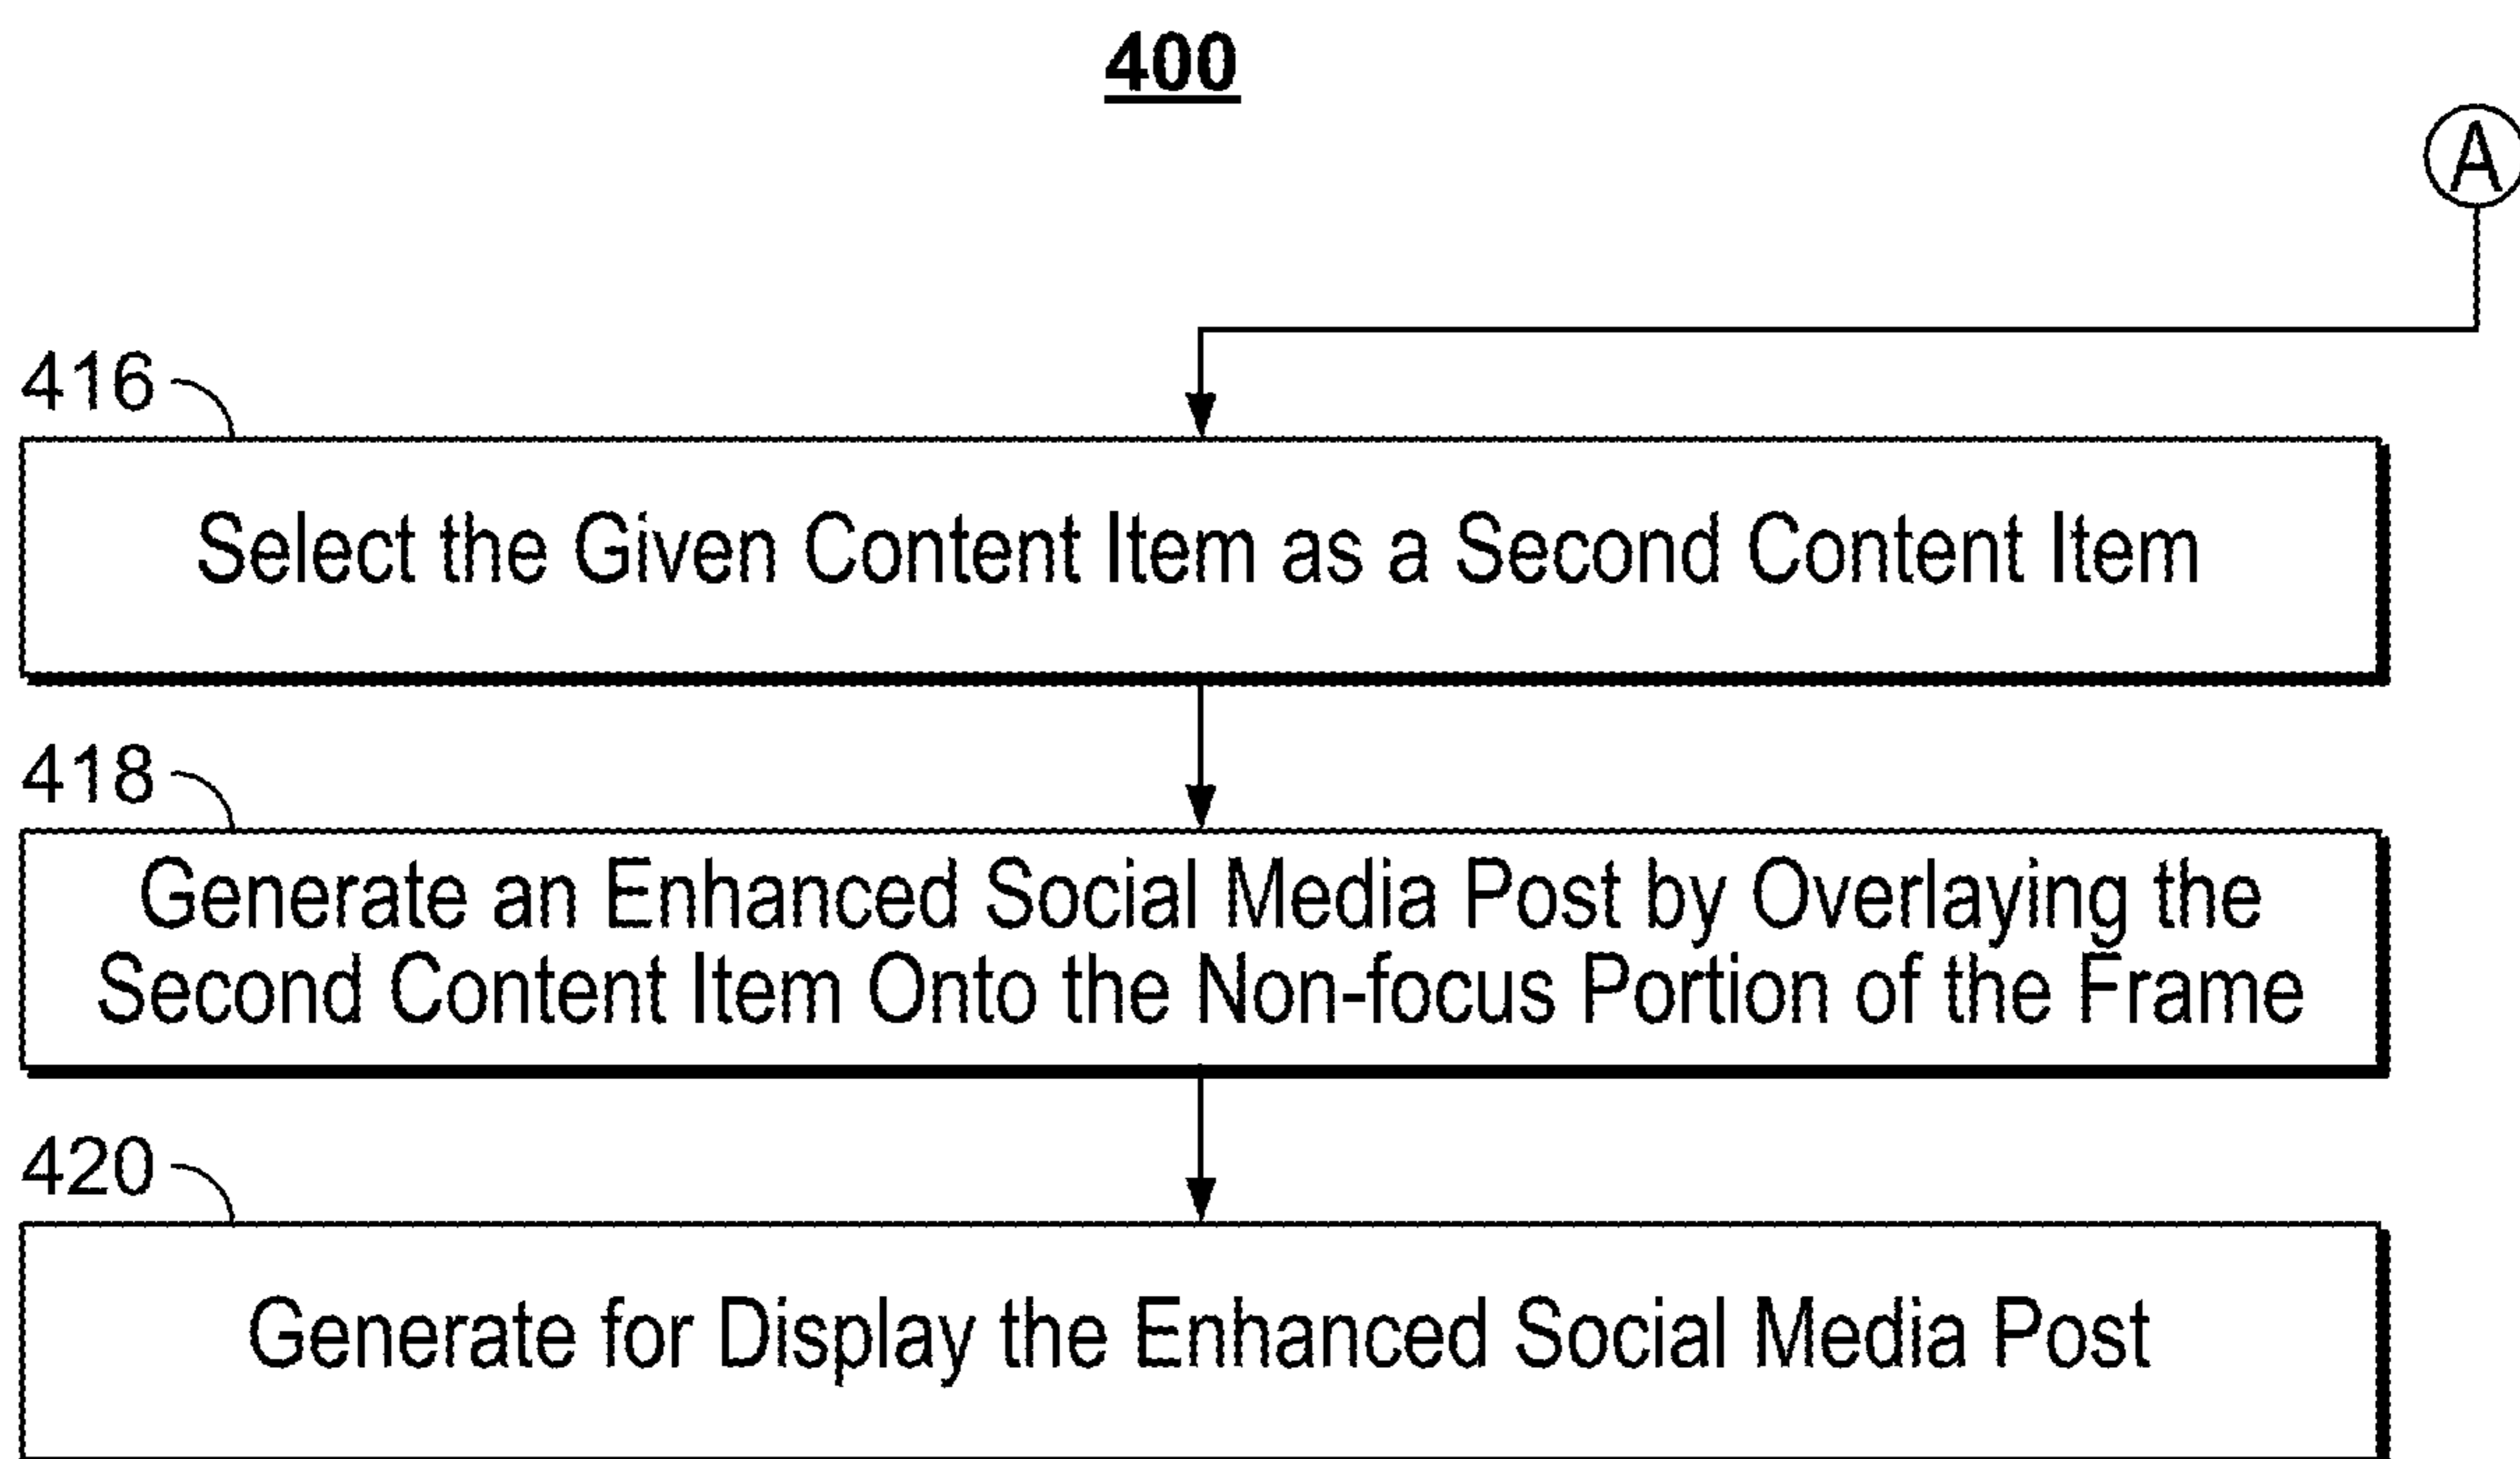 400
A
416
Select the Given Content Item as a Second Content Item
418
Generate an Enhanced Social Media Post by Overlaying the
Second Content Item Onto the Non-focus Portion of the Frame
420
Generate for Display the Enhanced Social Media Post